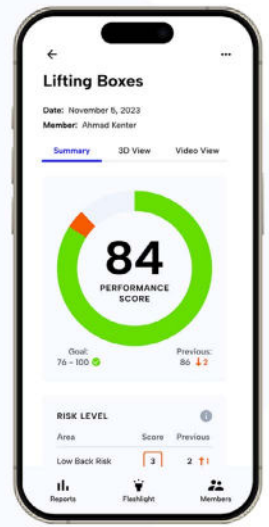 Lifting Boxes
Date: November 5, 2023
Member: Ahmad Kenter
Summary 3D View Video View
84
PERFORMANCE
SCORE
Goal: Previous:
76 - 100 86 ↓2
RISK LEVEL
Area Score Previous
Low Back Risk 3 2 ↑1
Reports Flashlight Members